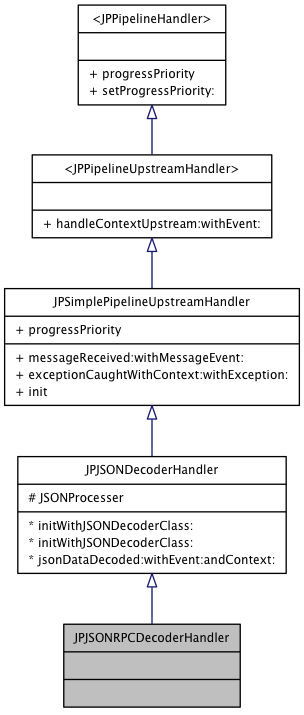 <JPPipelineHandler>
+ progressPriority
+ setProgressPriority:
<JPPipelineUpstreamHandler>
+ handleContextUpstream:withEvent:
JPSimplePipelineUpstreamHandler
+ progressPriority
+ messageReceived:withMessageEvent:
+ exceptionCaughtWithContext:withException:
+ init
JPJSONDecoderHandler
# JSONProcesser
* initWithJSONDecoderClass:
* initWithJSONDecoderClass:
* jsonDataDecoded:withEvent:andContext:
JPJSONRPCDecoderHandler